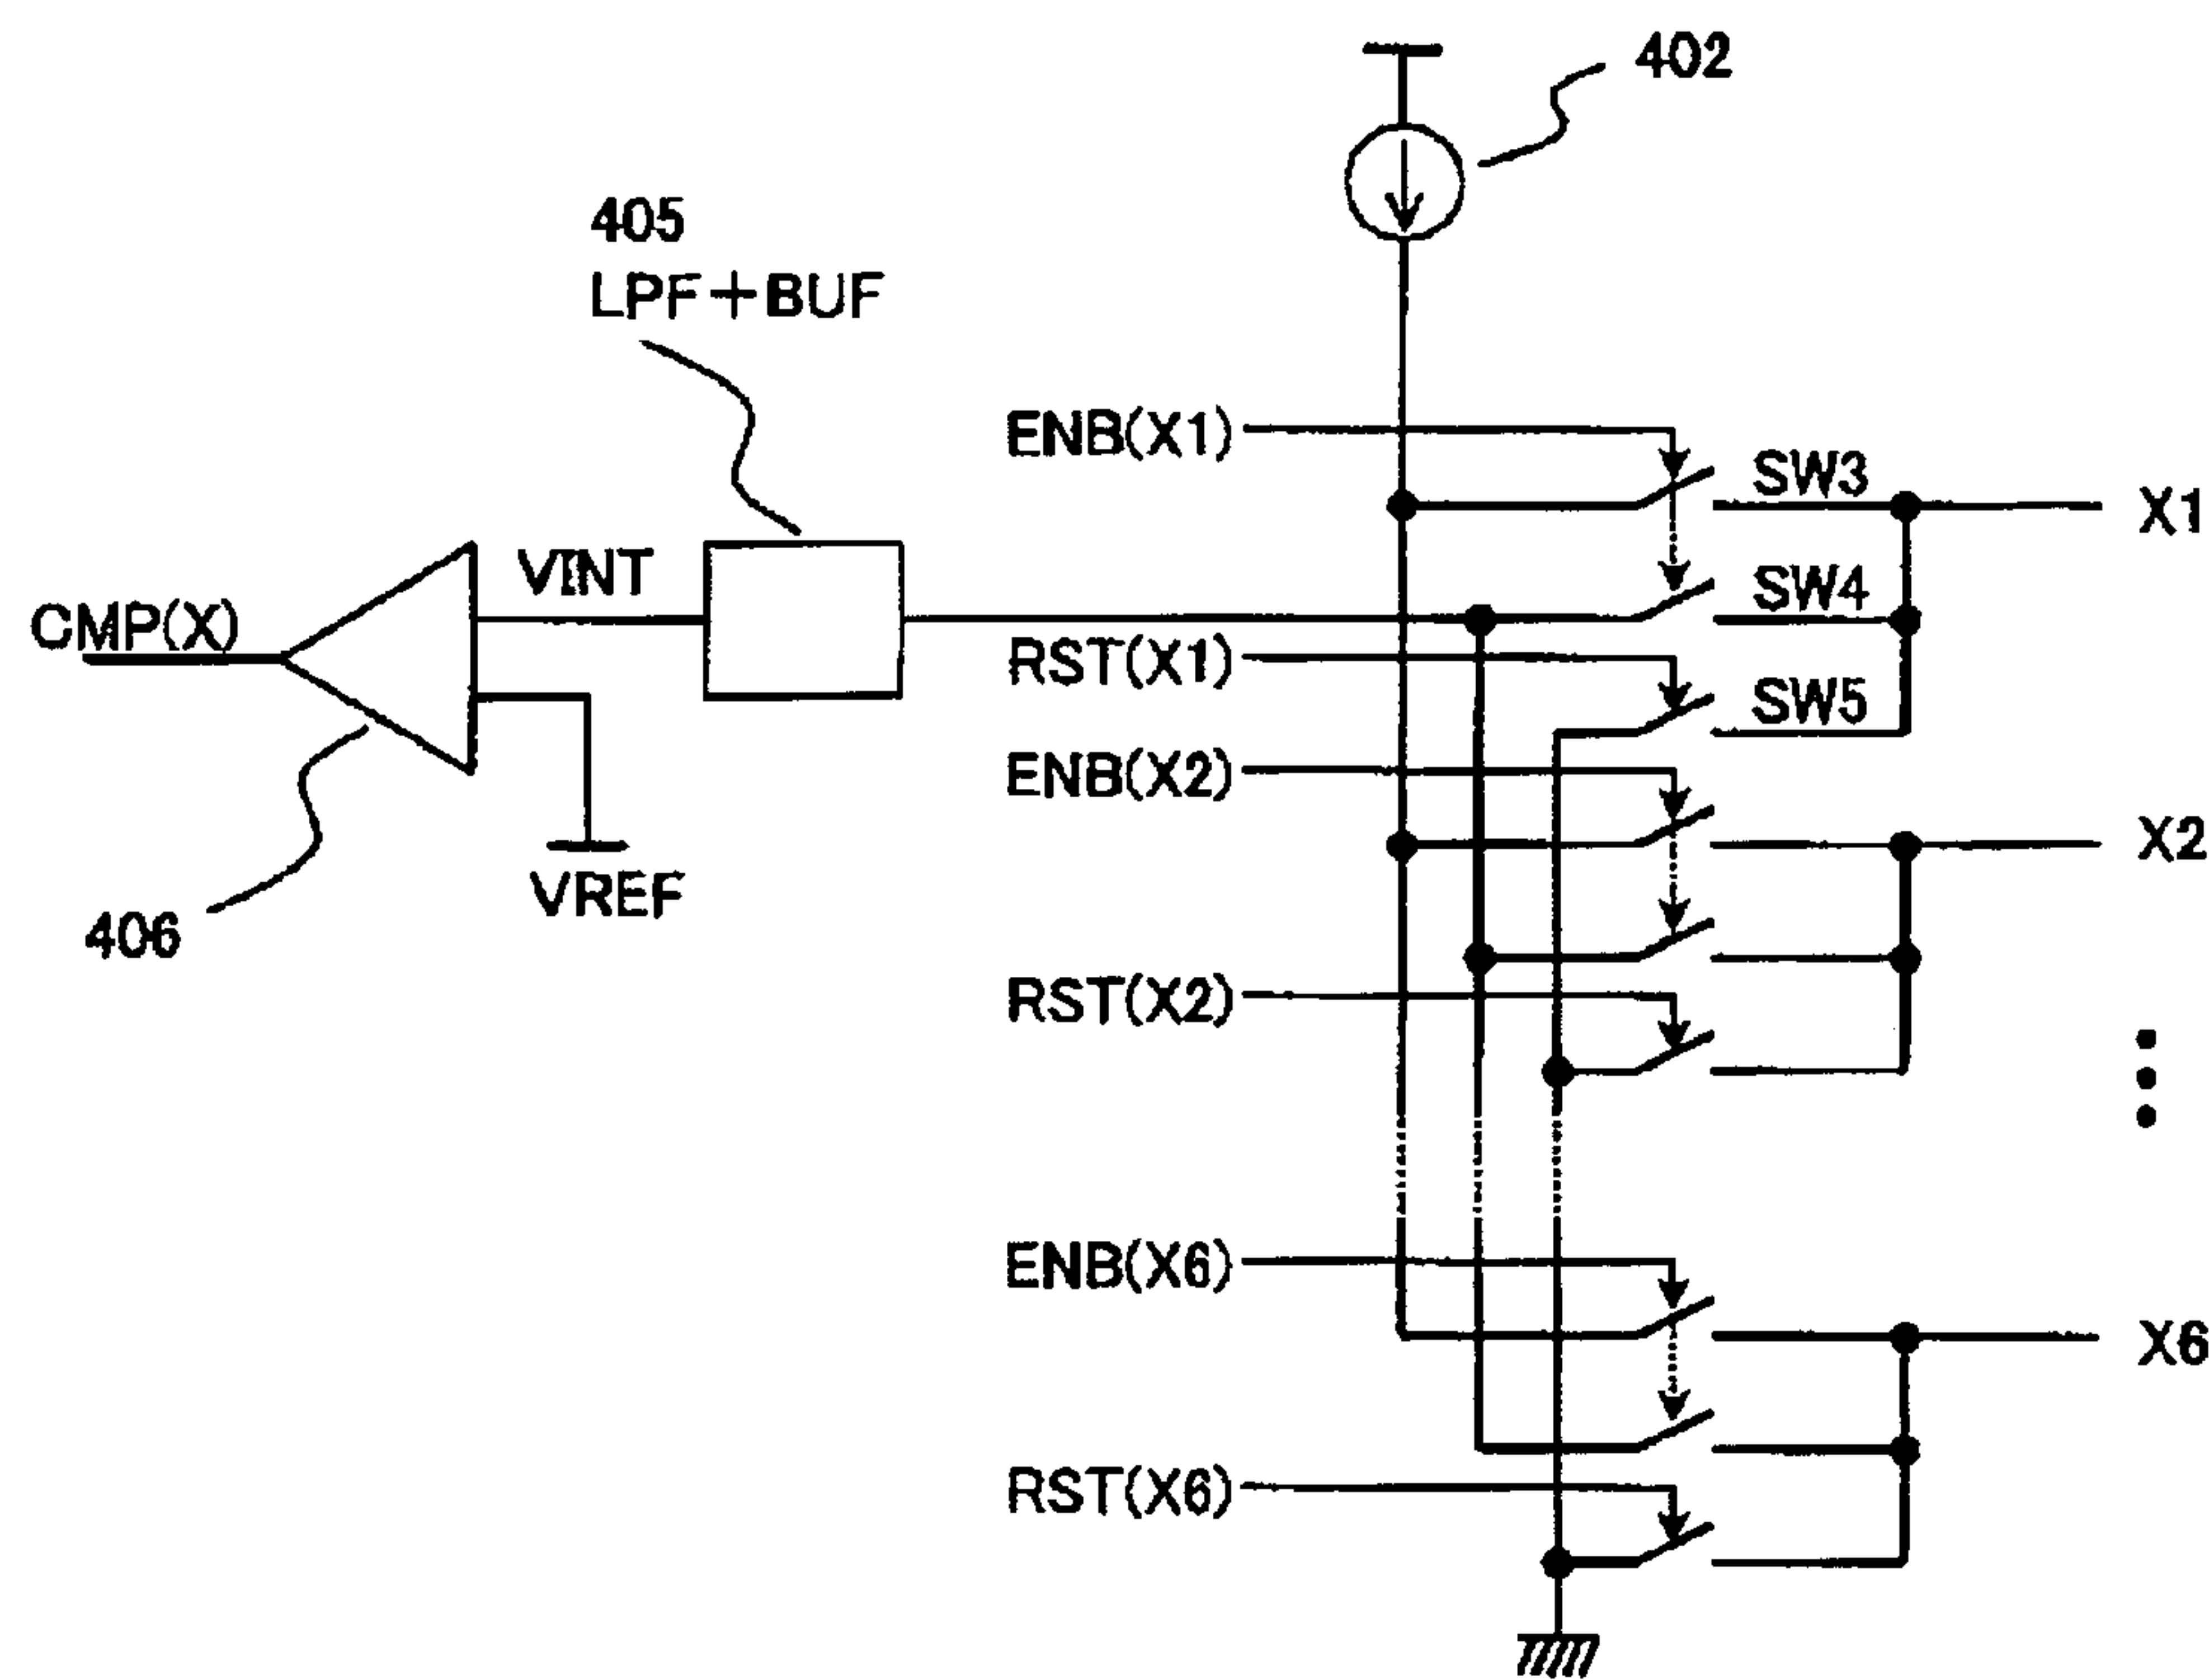 402
405
LPF+BUF
ENB(X1)
SW3
X1
VINT
SW4
CMP(X)
RST(X1)
SW5
ENB(X2)
X2
VREF
406
RST(X2)
ENB(X6)
X6
RST(X6)